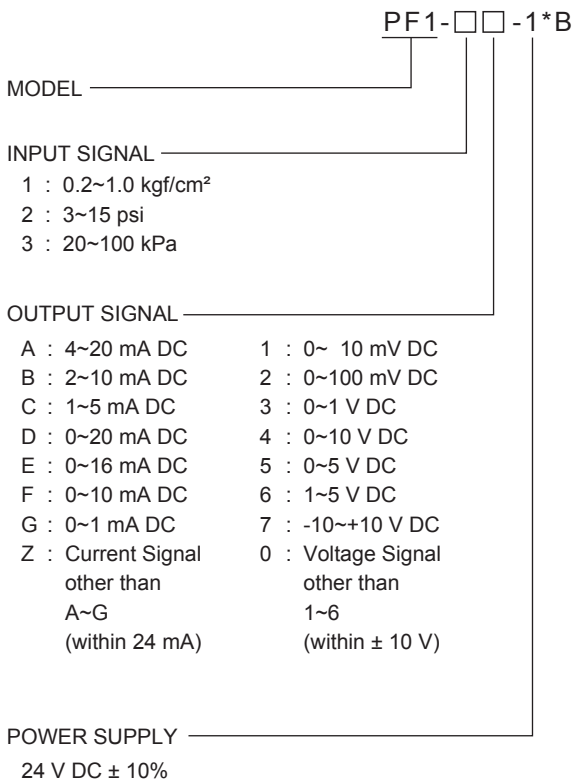 PF1-□□-1*B
MODEL
INPUT SIGNAL
1 : 0.2~1.0 kgf/cm²
2 : 3~15 psi
3 : 20~100 kPa
OUTPUT SIGNAL
A : 4~20 mA DC
B : 2~10 mA DC
C : 1~5 mA DC
D : 0~20 mA DC
E : 0~16 mA DC
F : 0~10 mA DC
G : 0~1 mA DC
Z : Current Signal
other than
A~G
(within 24 mA)
1 : 0~ 10 mV DC
2 : 0~100 mV DC
3 : 0~1 V DC
4 : 0~10 V DC
5 : 0~5 V DC
6 : 1~5 V DC
7 : -10~+10 V DC
0 : Voltage Signal
other than
1~6
(within ± 10 V)
POWER SUPPLY
24 V DC ± 10%